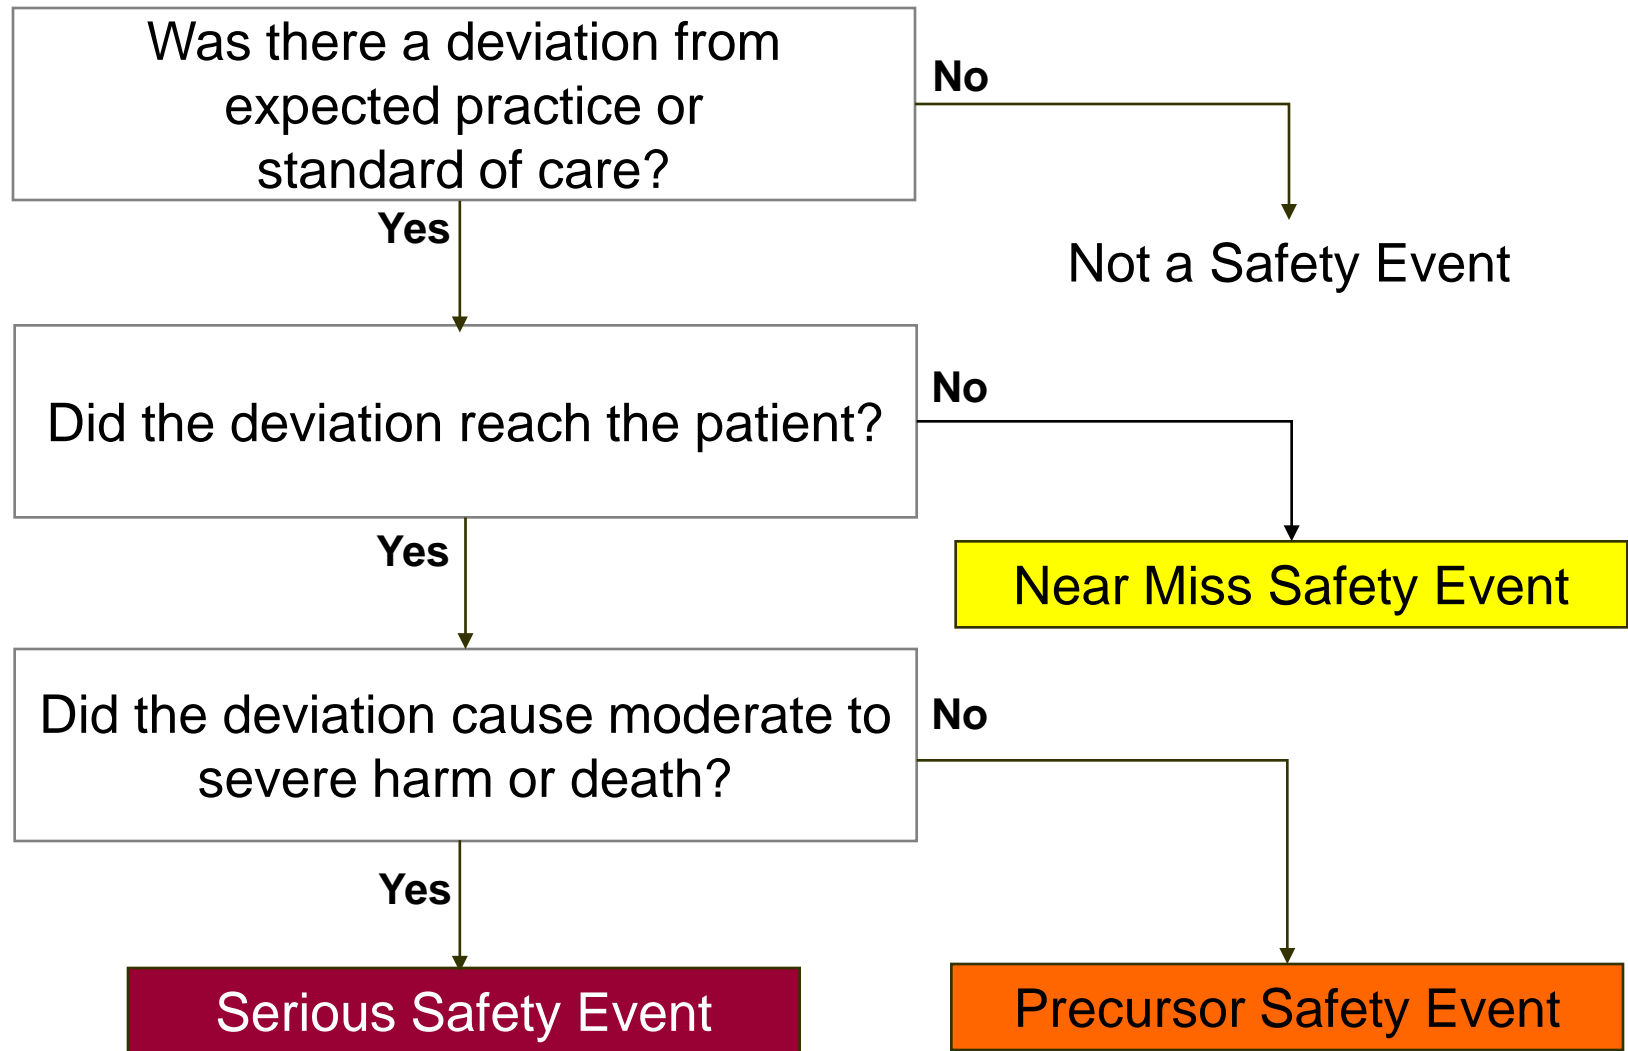 Was there a deviation from
expected practice or
standard of care?
No
Yes
Not a Safety Event
Did the deviation reach the patient?
No
Yes
Near Miss Safety Event
Did the deviation cause moderate to
severe harm or death?
No
Yes
Serious Safety Event
Precursor Safety Event